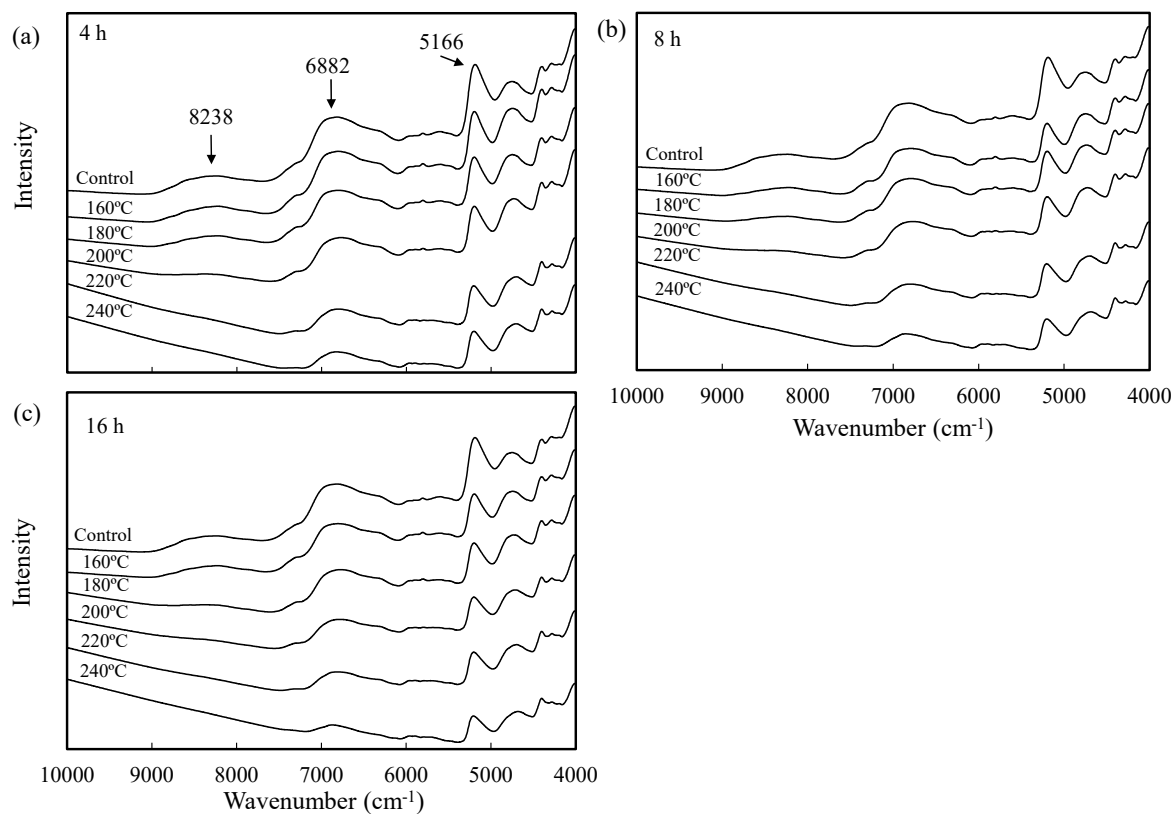 (a)
4 h
8238
6882
5166
Control
160ºC
180ºC
200ºC
220ºC
240ºC
Intensity
(b)
8 h
Control
160ºC
180ºC
200ºC
220ºC
240ºC
10000 9000 8000 7000 6000 5000 4000
Wavenumber (cm-1)
(c)
16 h
Control
160ºC
180ºC
200ºC
220ºC
240ºC
Intensity
10000 9000 8000 7000 6000 5000 4000
Wavenumber (cm-1)